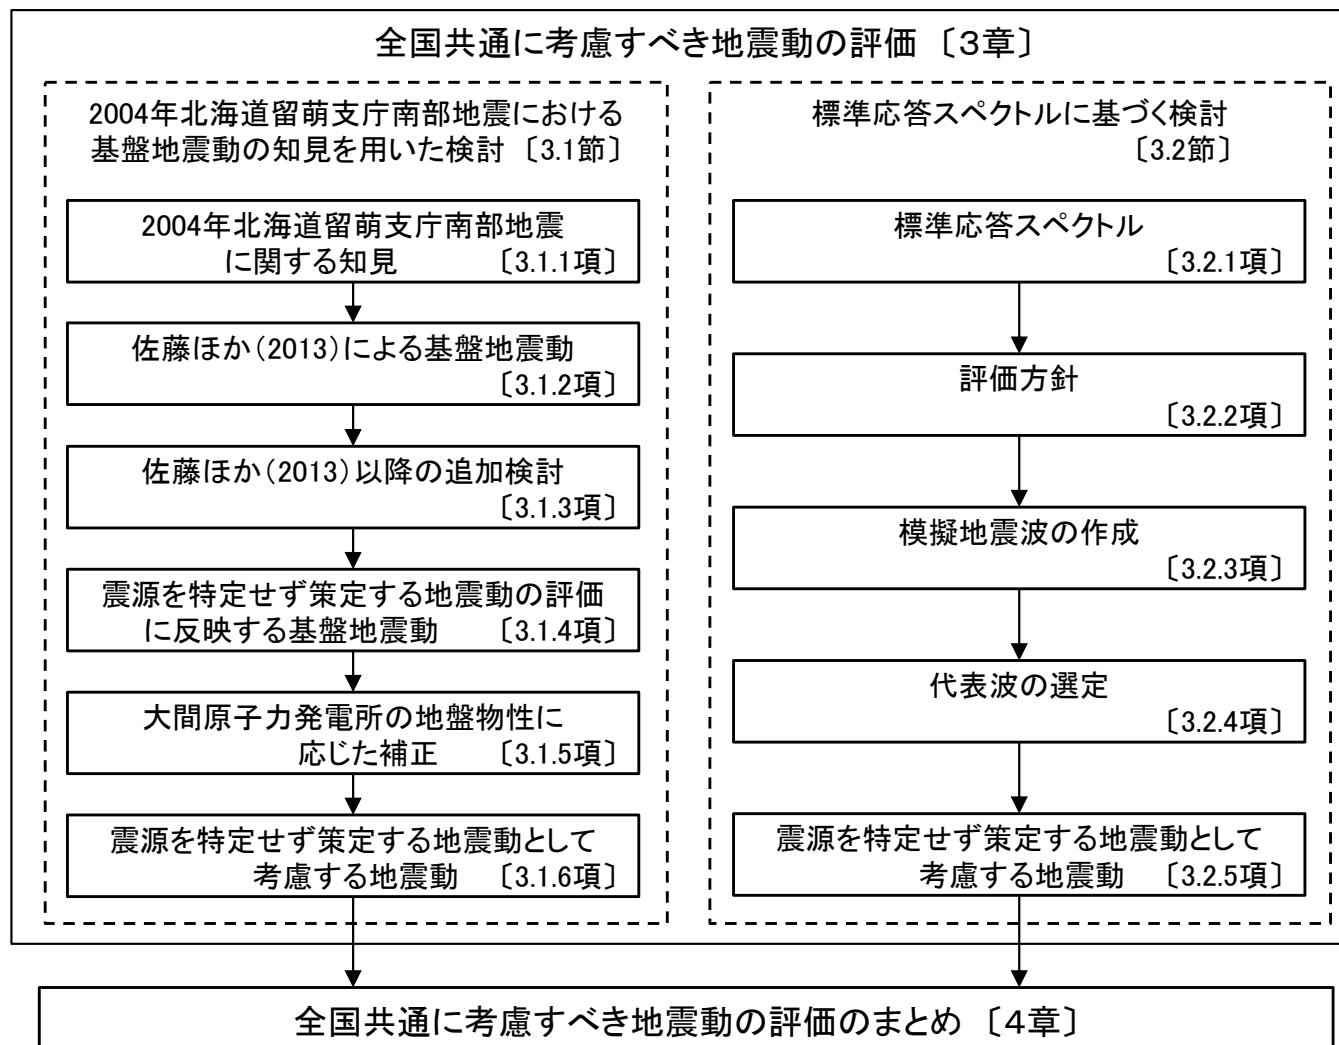 全国共通に考慮すべき地震動の評価〔3章〕
2004年北海道留萌支庁南部地震における
基盤地震動の知見を用いた検討〔3.1節〕
2004年北海道留萌支庁南部地震
に関する知見〔3.1.1項〕
佐藤ほか(2013)による基盤地震動
〔3.1.2項〕
佐藤ほか(2013)以降の追加検討
〔3.1.3項〕
震源を特定せず策定する地震動の評価
に反映する基盤地震動〔3.1.4項〕
大間原子力発電所の地盤物性に
応じた補正〔3.1.5項〕
震源を特定せず策定する地震動として
考慮する地震動〔3.1.6項〕
標準応答スペクトルに基づく検討
〔3.2節〕
標準応答スペクトル
〔3.2.1項〕
評価方針
〔3.2.2項〕
模擬地震波の作成
〔3.2.3項〕
代表波の選定
〔3.2.4項〕
震源を特定せず策定する地震動として
考慮する地震動〔3.2.5項〕
全国共通に考慮すべき地震動の評価のまとめ〔4章〕